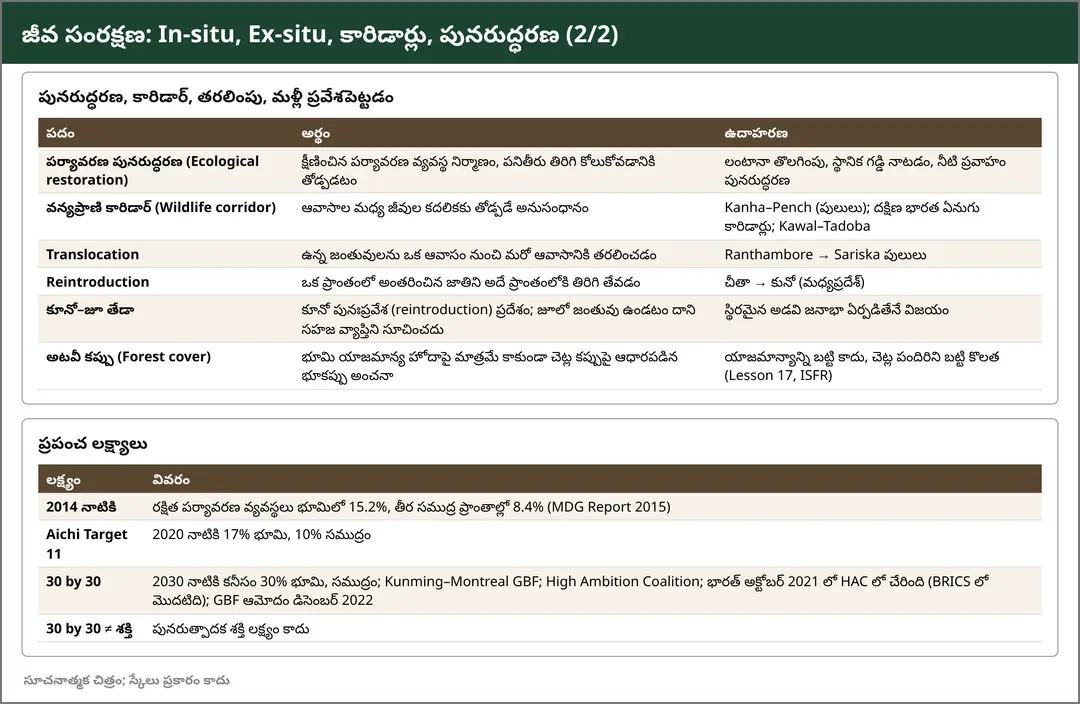 జీవ సంరక్షణ: In-situ, Ex-situ, కారిడార్లు, పునరుద్ధరణ (2/2)
పునరుద్ధరణ, కారిడార్, తరలింపు, మళ్లీ ప్రవేశపెట్టడం
పదం అర్థం ఉదాహరణ
పర్యావరణ పునరుద్ధరణ (Ecological restoration) క్షీణించిన పర్యావరణ వ్యవస్థ నిర్మాణం, పనితీరు తిరిగి కోలుకోవడానికి తోడ్పడటం లంటానా తొలగింపు, స్థానిక గడ్డి నాటడం, నీటి ప్రవాహం పునరుద్ధరణ
వన్యప్రాణి కారిడార్ (Wildlife corridor) ఆవాసాల మధ్య జీవుల కదలికకు తోడ్పడే అనుసంధానం Kanha–Pench (పులులు); దక్షిణ భారత ఏనుగు కారిడార్లు; Kawal–Tadoba
Translocation ఉన్న జంతువులను ఒక ఆవాసం నుంచి మరో ఆవాసానికి తరలించడం Ranthambore → Sariska పులులు
Reintroduction ఒక ప్రాంతంలో అంతరించిన జాతిని అదే ప్రాంతంలోకి తిరిగి తేవడం చీతా → కునో (మధ్యప్రదేశ్)
కూనో–జూ తేడా కూనో పునఃప్రవేశ (reintroduction) ప్రదేశం; జూలో జంతువు ఉండటం దాని సహజ వ్యాప్తిని సూచించదు స్థిరమైన అడవి జనాభా ఏర్పడితేనే విజయం
అటవీ కప్పు (Forest cover) భూమి యాజమాన్య హోదాపై మాత్రమే కాకుండా చెట్ల కప్పుపై ఆధారపడిన భూకప్పు అంచనా యాజమాన్యాన్ని బట్టి కాదు, చెట్ల పందిరిని బట్టి కొలత (Lesson 17, ISFR)
ప్రపంచ లక్ష్యాలు
లక్ష్యం వివరం
2014 నాటికి రక్షిత పర్యావరణ వ్యవస్థలు భూమిలో 15.2%, తీర సముద్ర ప్రాంతాల్లో 8.4% (MDG Report 2015)
Aichi Target 11 2020 నాటికి 17% భూమి, 10% సముద్రం
30 by 30 2030 నాటికి కనీసం 30% భూమి, సముద్రం; Kunming–Montreal GBF; High Ambition Coalition; భారత్ అక్టోబర్ 2021 లో HAC లో చేరింది (BRICS లో మొదటిది); GBF ఆమోదం డిసెంబర్ 2022
30 by 30 ≠ శక్తి పునరుత్పాదక శక్తి లక్ష్యం కాదు
సూచనాత్మక చిత్రం; స్కేలు ప్రకారం కాదు